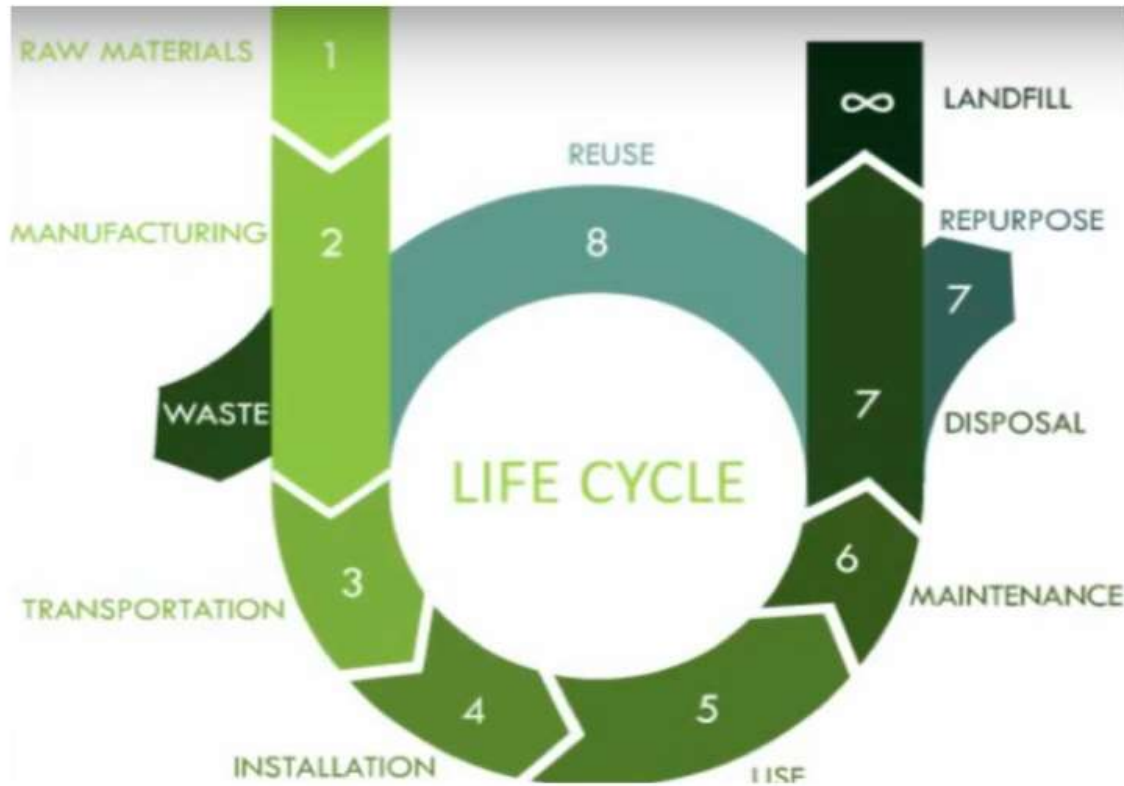 RAW MATERIALS
1
MANUFACTURING
2
WASTE
TRANSPORTATION
3
INSTALLATION
4
USE
5
MAINTENANCE
6
DISPOSAL
7
REPURPOSE
7
LANDFILL
∞
REUSE
8
LIFE CYCLE